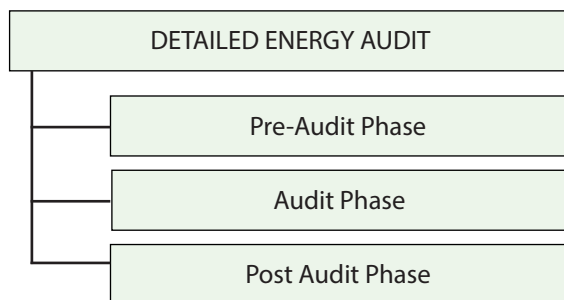 DETAILED ENERGY AUDIT
Pre-Audit Phase
Audit Phase
Post Audit Phase